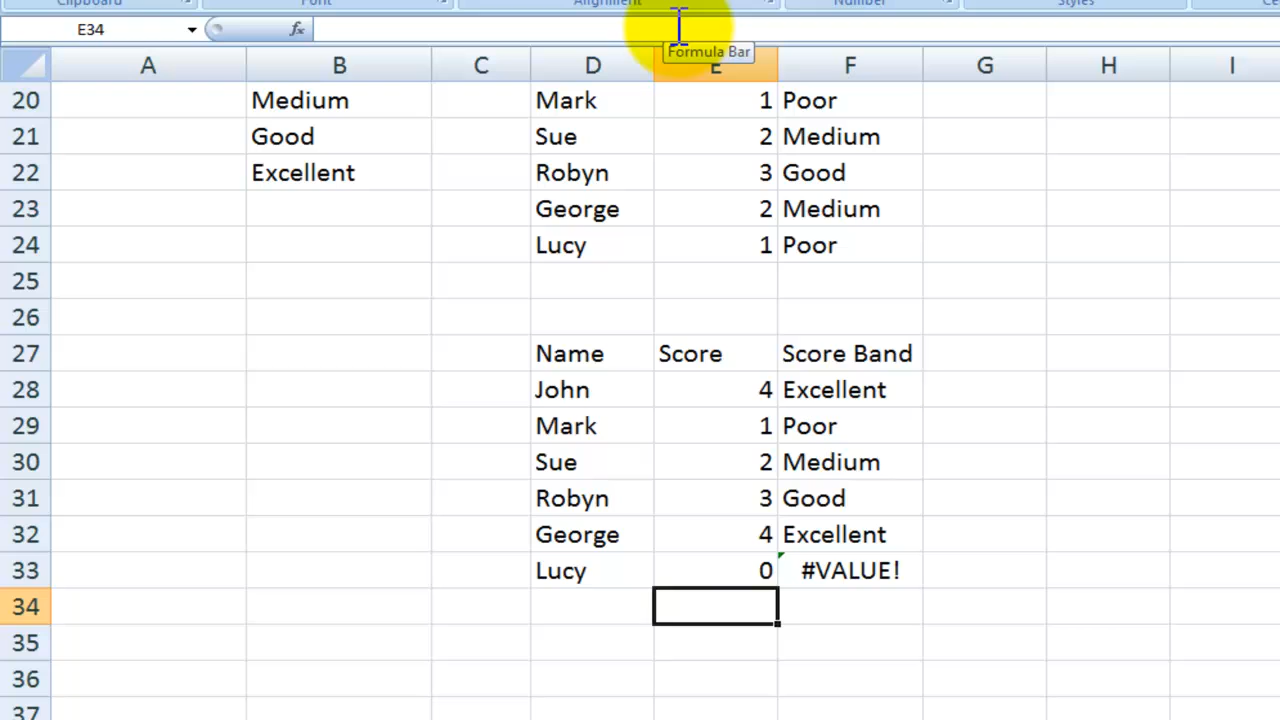 Clipboard Font Alignment Number Styles
E34 fx
Formula Bar
A B C D E F G H I
20 Medium Mark 1 Poor
21 Good Sue 2 Medium
22 Excellent Robyn 3 Good
23 George 2 Medium
24 Lucy 1 Poor
25
26
27 Name Score Score Band
28 John 4 Excellent
29 Mark 1 Poor
30 Sue 2 Medium
31 Robyn 3 Good
32 George 4 Excellent
33 Lucy 0 #VALUE!
34
35
36
37